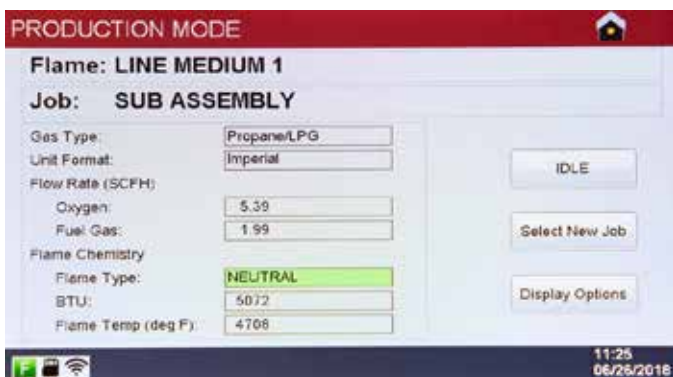 PRODUCTION MODE
Flame: LINE MEDIUM 1
Job: SUB ASSEMBLY
Gas Type: Propane/LPG
Unit Format: Imperial
Flow Rate (SCFH)
Oxygen: 5.39
Fuel Gas: 1.99
Flame Chemistry
Flame Type: NEUTRAL
BTU: 5072
Flame Temp (deg F): 4708
IDLE
Select New Job
Display Options
F
11:25
06/26/2018